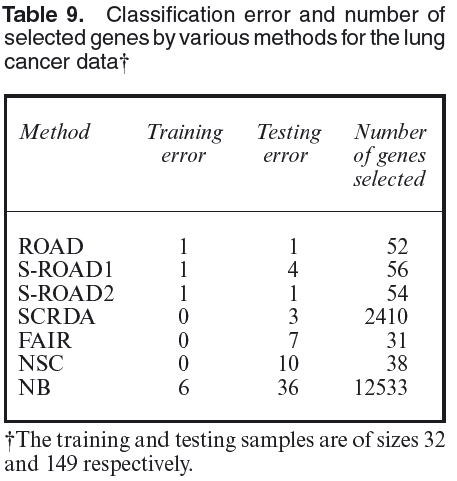 Table 9. Classification error and number of
selected genes by various methods for the lung
cancer data†
Method Training Testing Number
error error of genes
selected
ROAD 1 1 52
S-ROAD1 1 4 56
S-ROAD2 1 1 54
SCRDA 0 3 2410
FAIR 0 7 31
NSC 0 10 38
NB 6 36 12533
†The training and testing samples are of sizes 32
and 149 respectively.